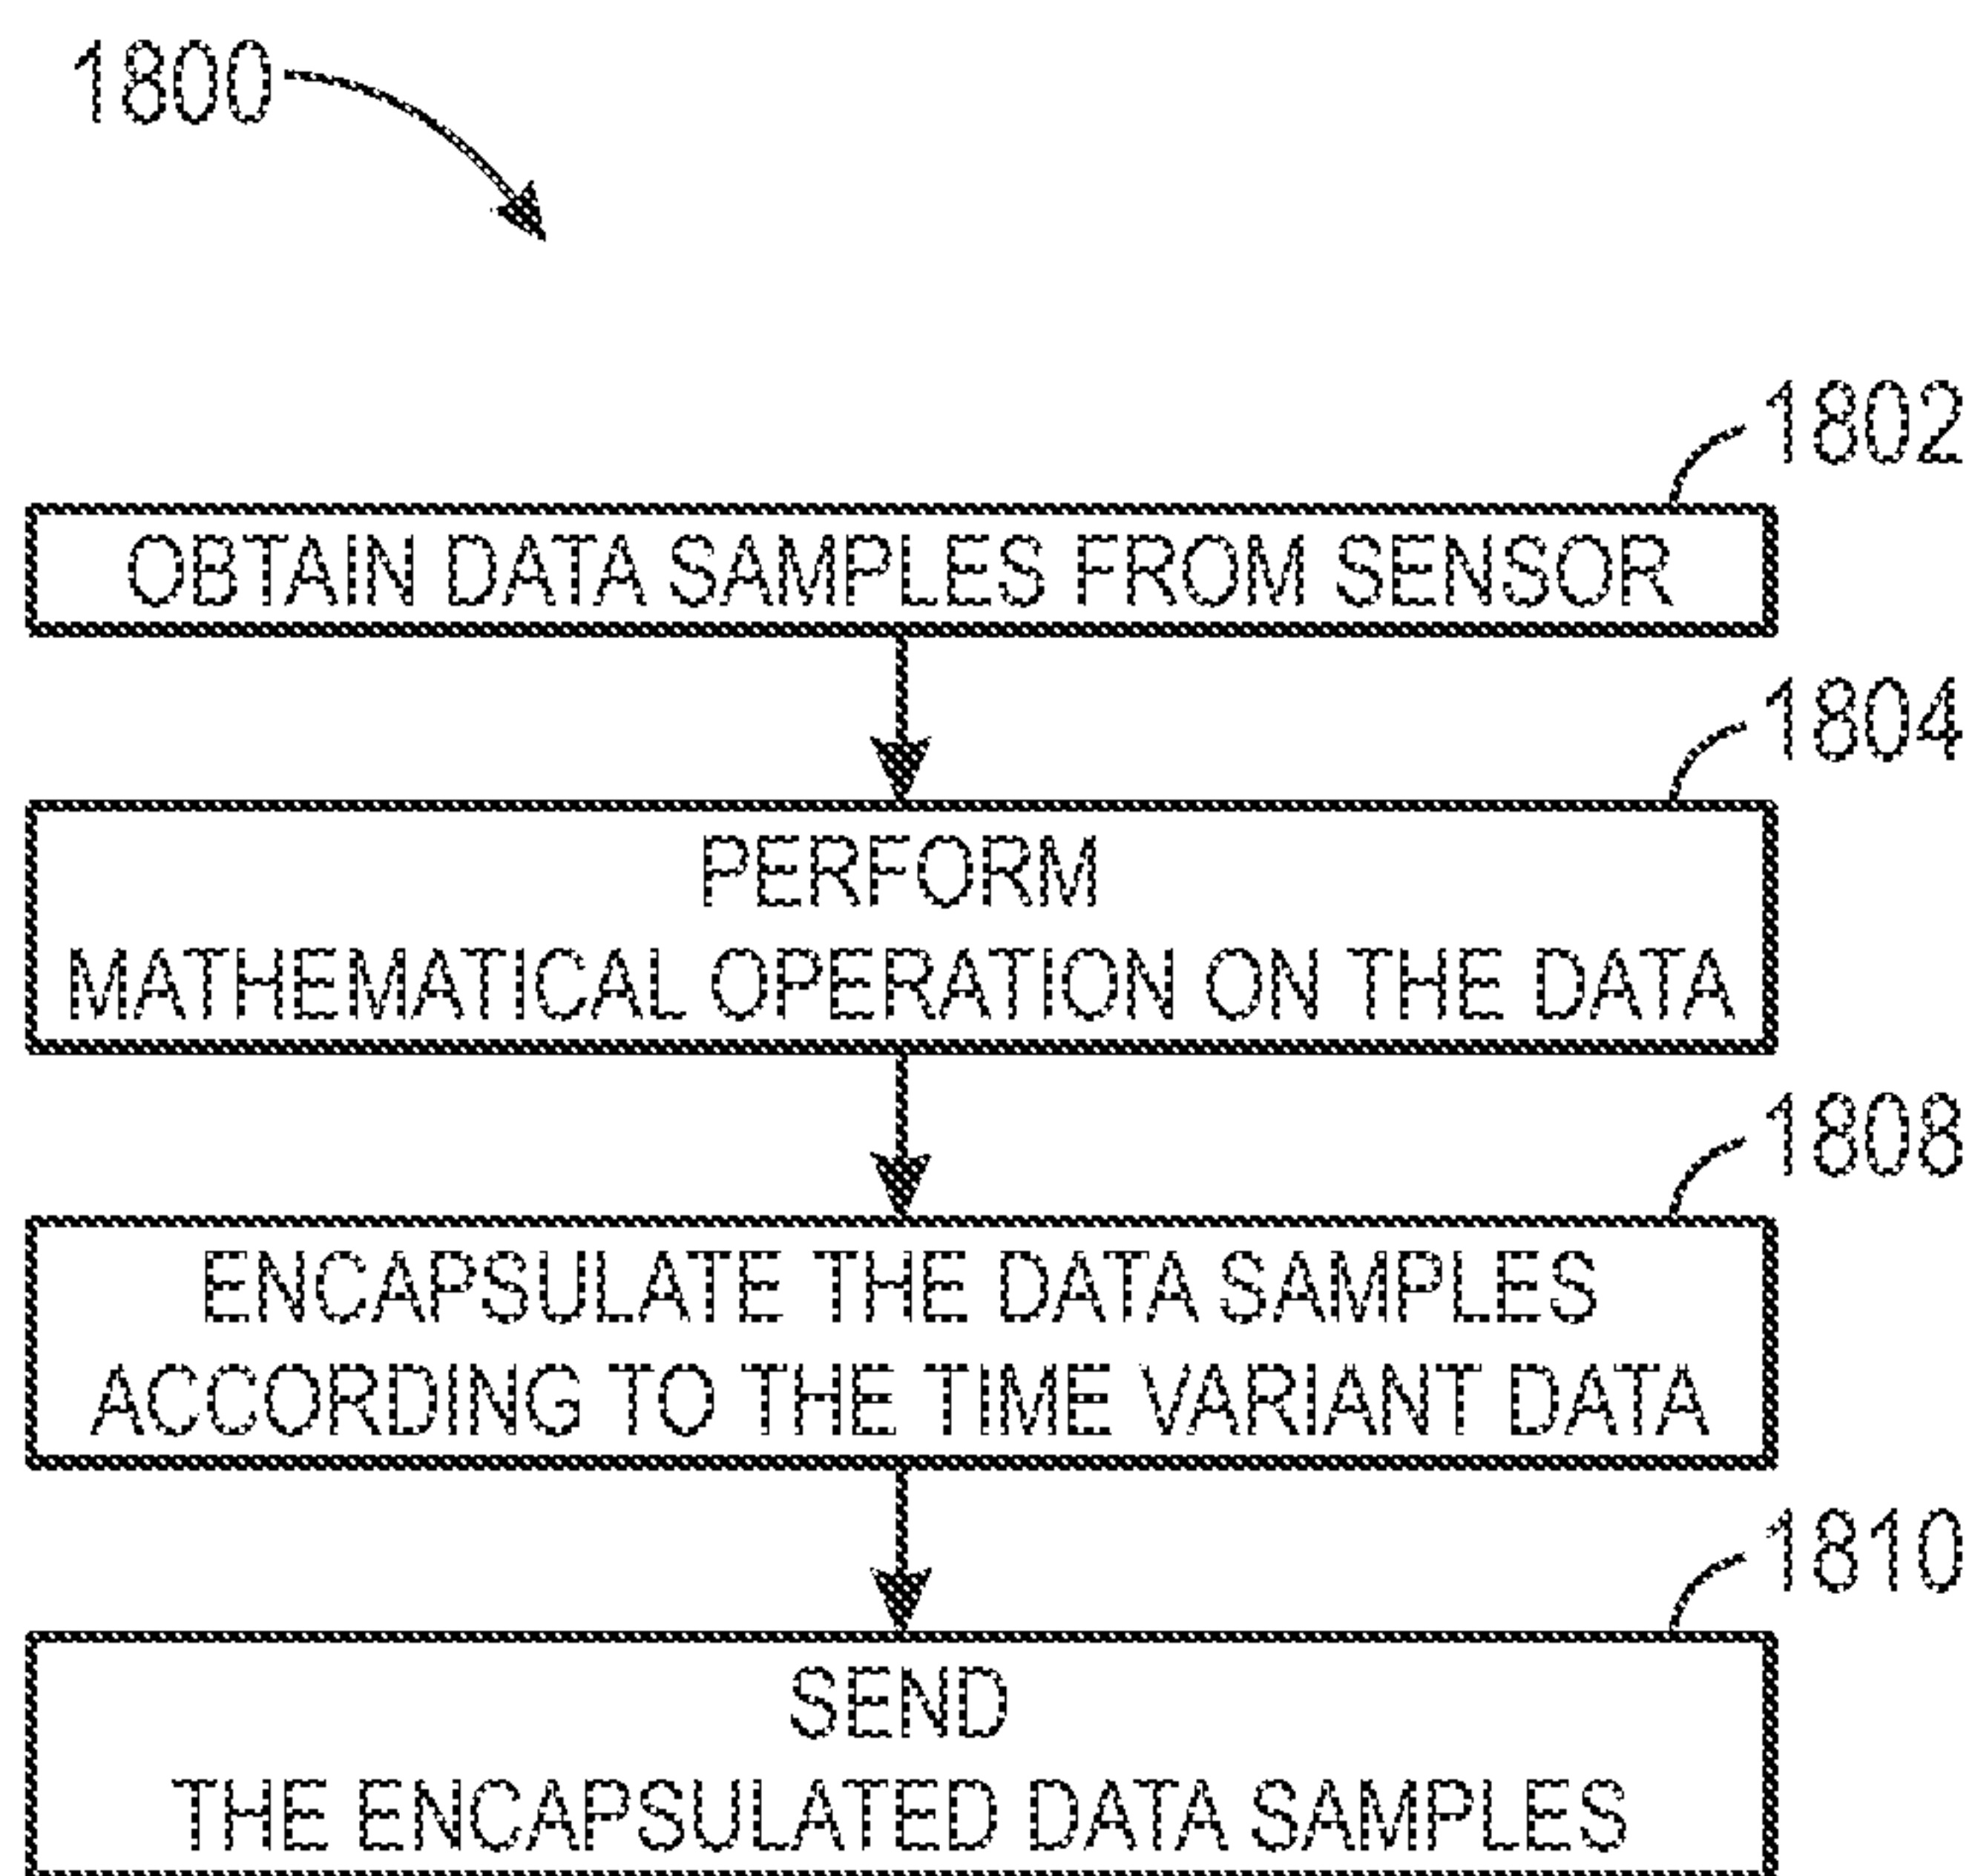 1800
1802
OBTAIN DATA SAMPLES FROM SENSOR
1804
PERFORM
MATHEMATICAL OPERATION ON THE DATA
1808
ENCAPSULATE THE DATA SAMPLES
ACCORDING TO THE TIME VARIANT DATA
1810
SEND
THE ENCAPSULATED DATA SAMPLES